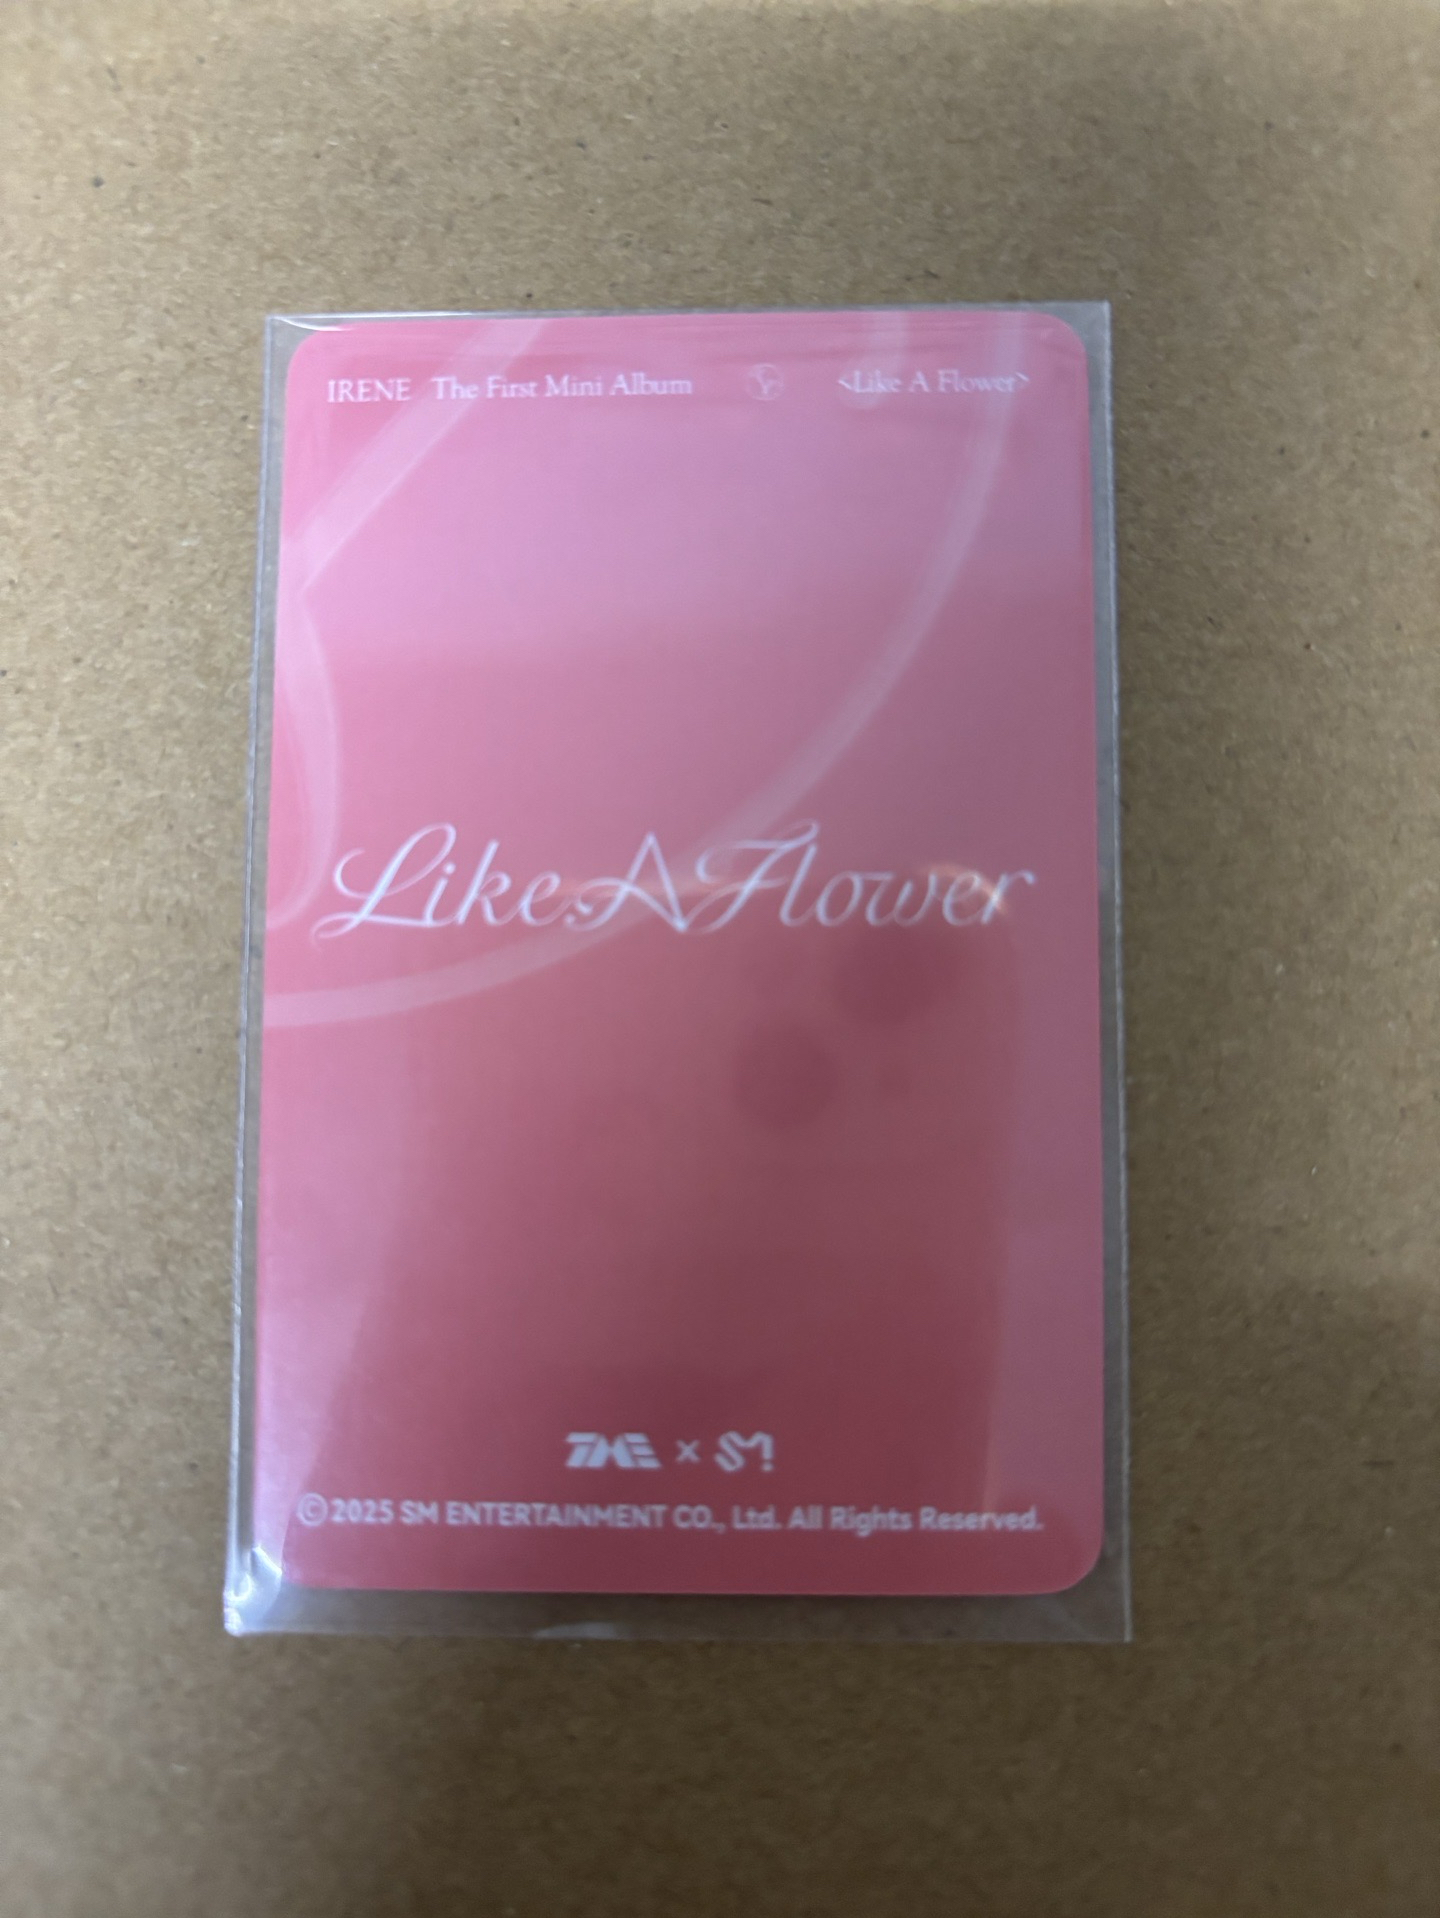 IRENE The First Mini Album <Like A Flower>
Like A Flower
TME × SM!
©2025 SM ENTERTAINMENT CO., Ltd. All Rights Reserved.